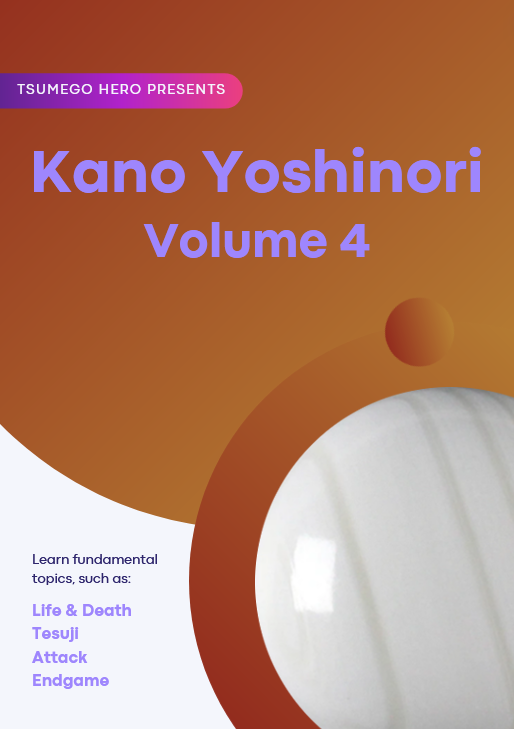 TSUMEGO HERO PRESENTS
Kano Yoshinori
Volume 4
Learn fundamental
topics, such as:
Life & Death
Tesuji
Attack
Endgame